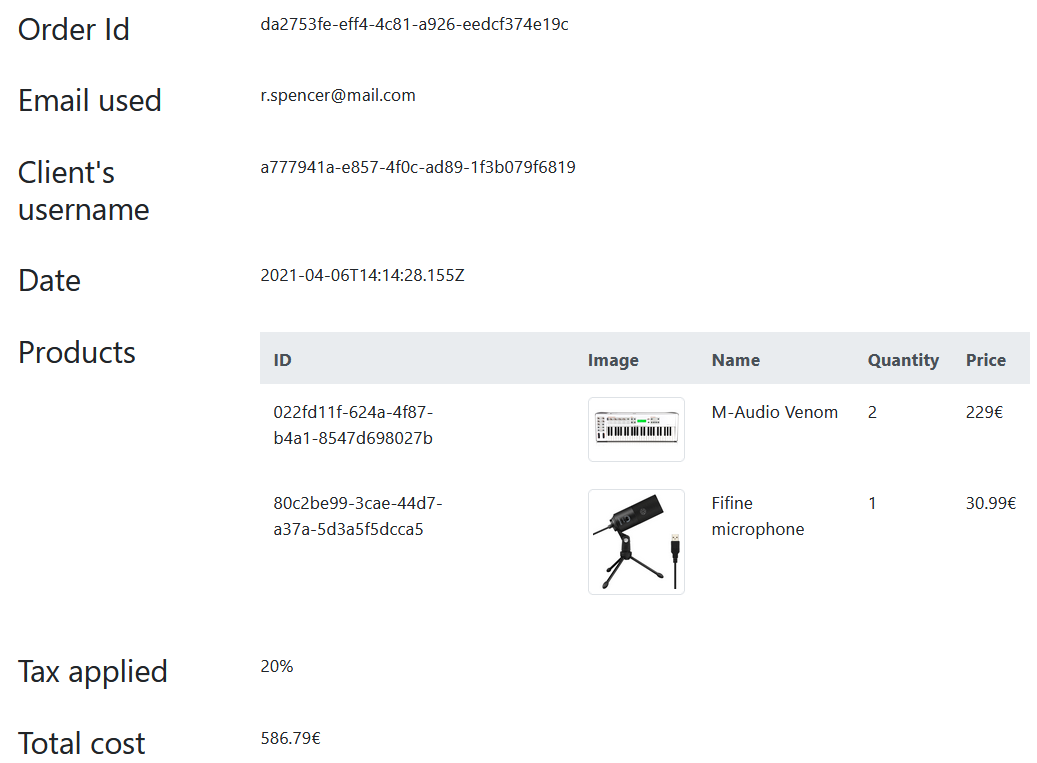 Order Id
da2753fe-eff4-4c81-a926-eedcf374e19c
Email used
r.spencer@mail.com
Client's
username
a777941a-e857-4f0c-ad89-1f3b079f6819
Date
2021-04-06T14:14:28.155Z
Products
ID Image Name Quantity Price
022fd11f-624a-4f87- M-Audio Venom 2 229€
b4a1-8547d698027b
80c2be99-3cae-44d7- Fifine 1 30.99€
a37a-5d3a5f5dcca5 microphone
Tax applied
20%
Total cost
586.79€